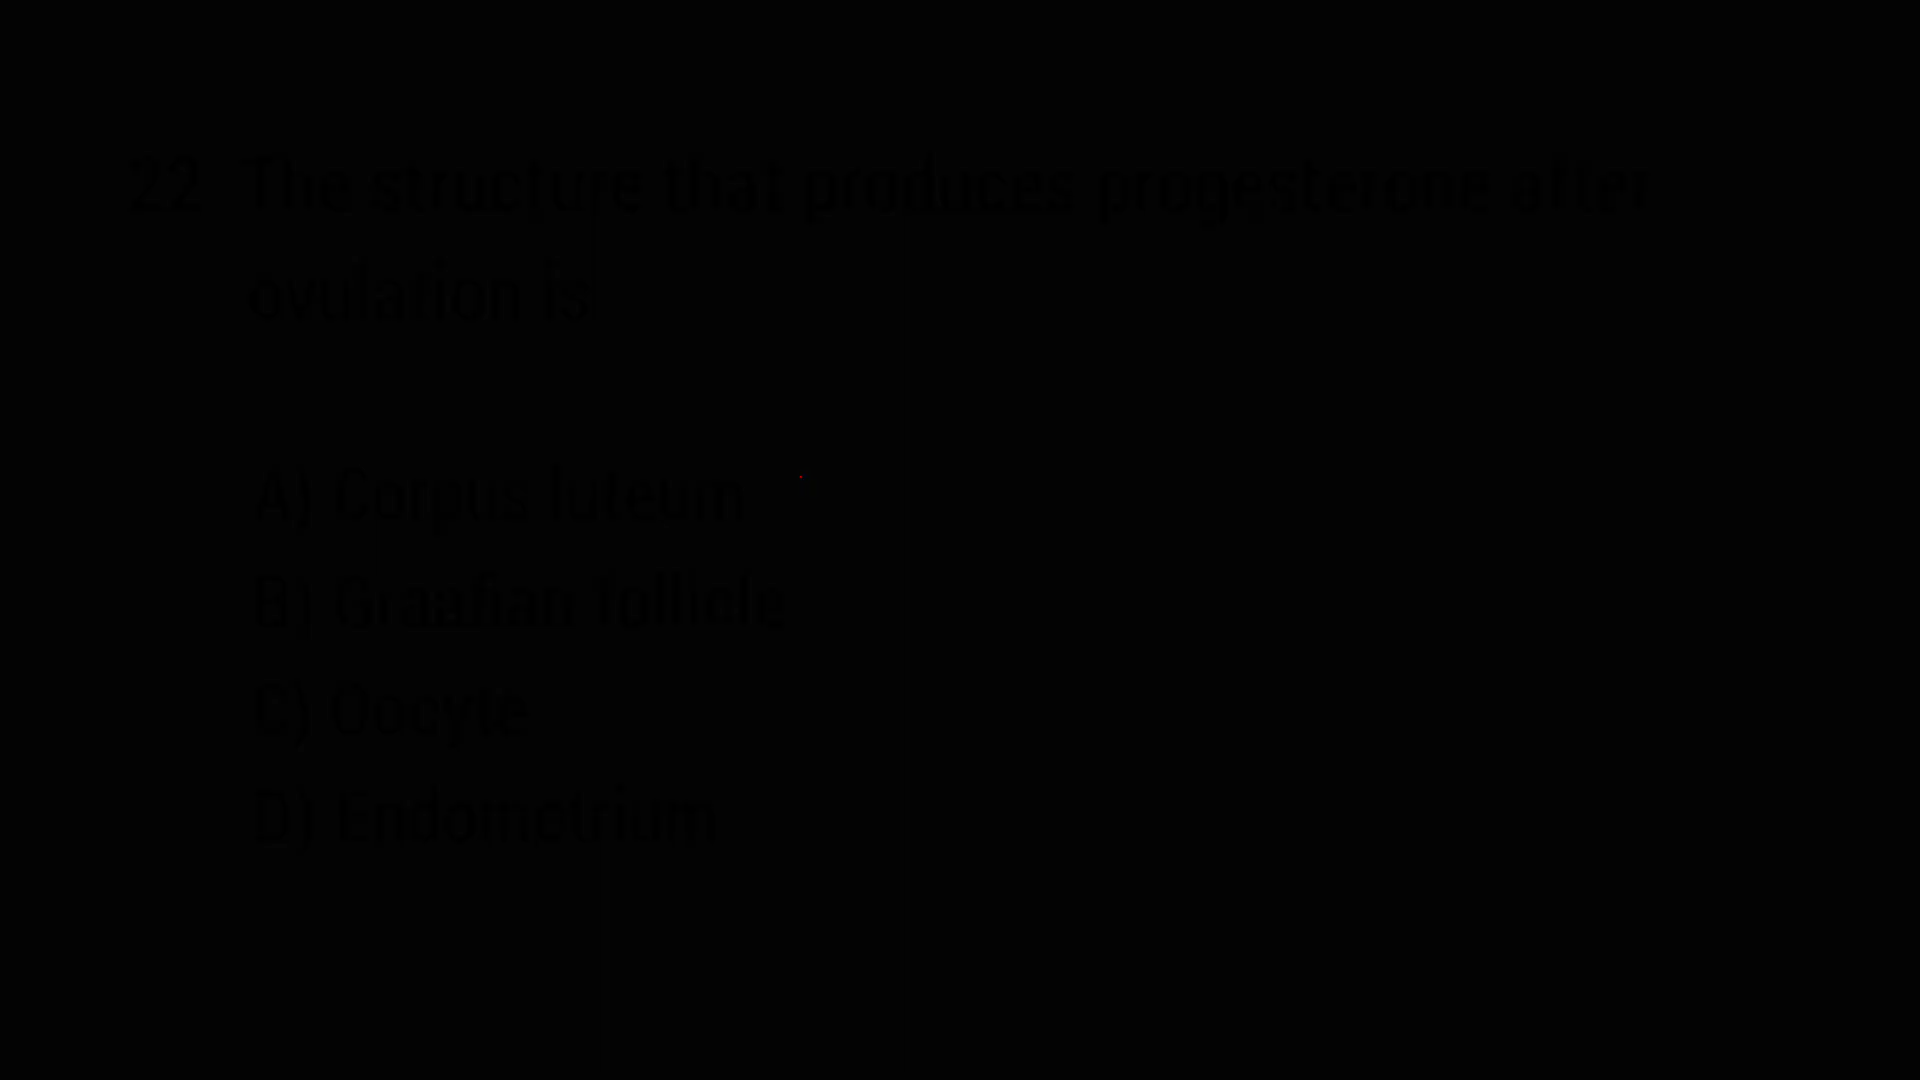 22 The structure that produces progesterone after
ovulation is
A) Corpus luteum
B) Graafian follicle
C) Oocyte
D) Endometrium